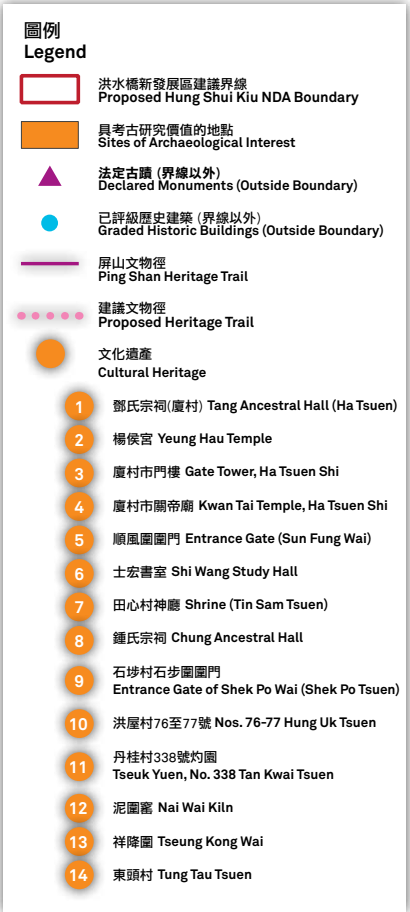 圖例
Legend
洪水橋新發展區建議界線
Proposed Hung Shui Kiu NDA Boundary
具考古研究價值的地點
Sites of Archaeological Interest
法定古蹟 (界線以外)
Declared Monuments (Outside Boundary)
已評級歷史建築 (界線以外)
Graded Historic Buildings (Outside Boundary)
屏山文物徑
Ping Shan Heritage Trail
建議文物徑
Proposed Heritage Trail
文化遺產
Cultural Heritage
1 鄧氏宗祠(廈村) Tang Ancestral Hall (Ha Tsuen)
2 楊侯宮 Yeung Hau Temple
3 廈村市門樓 Gate Tower, Ha Tsuen Shi
4 廈村市關帝廟 Kwan Tai Temple, Ha Tsuen Shi
5 順風圍圍門 Entrance Gate (Sun Fung Wai)
6 士宏書室 Shi Wang Study Hall
7 田心村神廳 Shrine (Tin Sam Tsuen)
8 鍾氏宗祠 Chung Ancestral Hall
9 石埗村石步圍圍門
Entrance Gate of Shek Po Wai (Shek Po Tsuen)
10 洪屋村76至77號 Nos. 76-77 Hung Uk Tsuen
11 丹桂村338號灼園
Tseuk Yuen, No. 338 Tan Kwai Tsuen
12 泥圍窰 Nai Wai Kiln
13 祥降圍 Tseung Kong Wai
14 東頭村 Tung Tau Tsuen